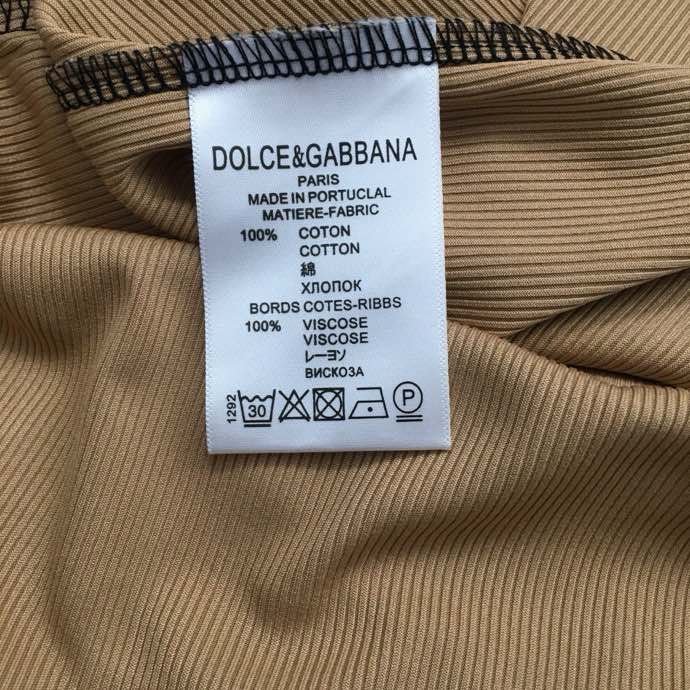 DOLCE&GABBANA
PARIS
MADE IN PORTUCLAL
MATIERE-FABRIC
100% COTON
COTTON
綿
ХЛОПОК
BORDS COTES-RIBBS
100% VISCOSE
VISCOSE
レーヨン
ВИСКОЗА
1292 30 P